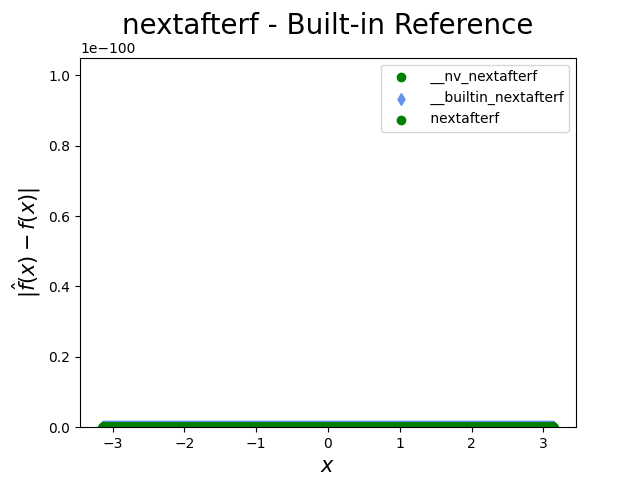 nextafterf - Built-in Reference
1e−100
1.0
0.8
0.6
0.4
0.2
0.0
|f̂(x) − f(x)|
__nv_nextafterf
__builtin_nextafterf
nextafterf
−3 −2 −1 0 1 2 3
x